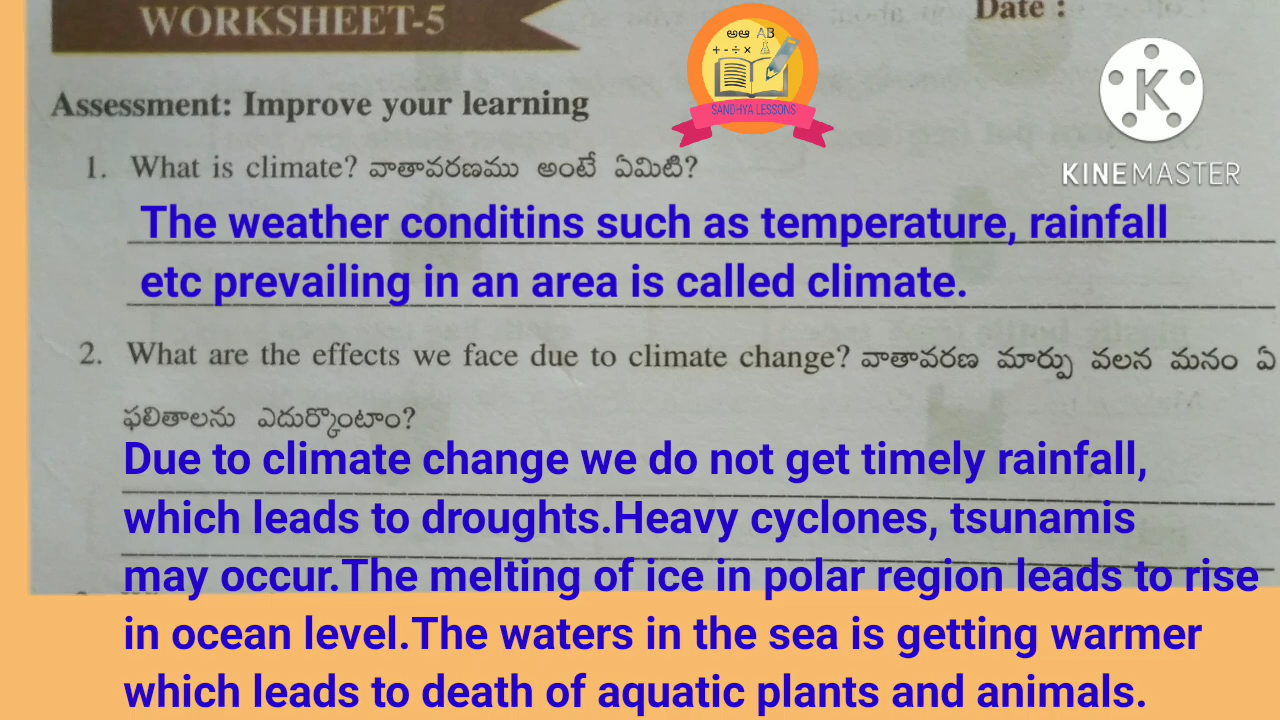 WORKSHEET-5
Date :
అఆ AB
+-÷×
SANDHYA LESSONS
K
KINEMASTER
Assessment: Improve your learning
1. What is climate? వాతావరణము అంటే ఏమిటి?
The weather conditins such as temperature, rainfall
etc prevailing in an area is called climate.
2. What are the effects we face due to climate change? వాతావరణ మార్పు వలన మనం ఏ
ఫలితాలను ఎదుర్కొంటాం?
Due to climate change we do not get timely rainfall,
which leads to droughts.Heavy cyclones, tsunamis
may occur.The melting of ice in polar region leads to rise
in ocean level.The waters in the sea is getting warmer
which leads to death of aquatic plants and animals.